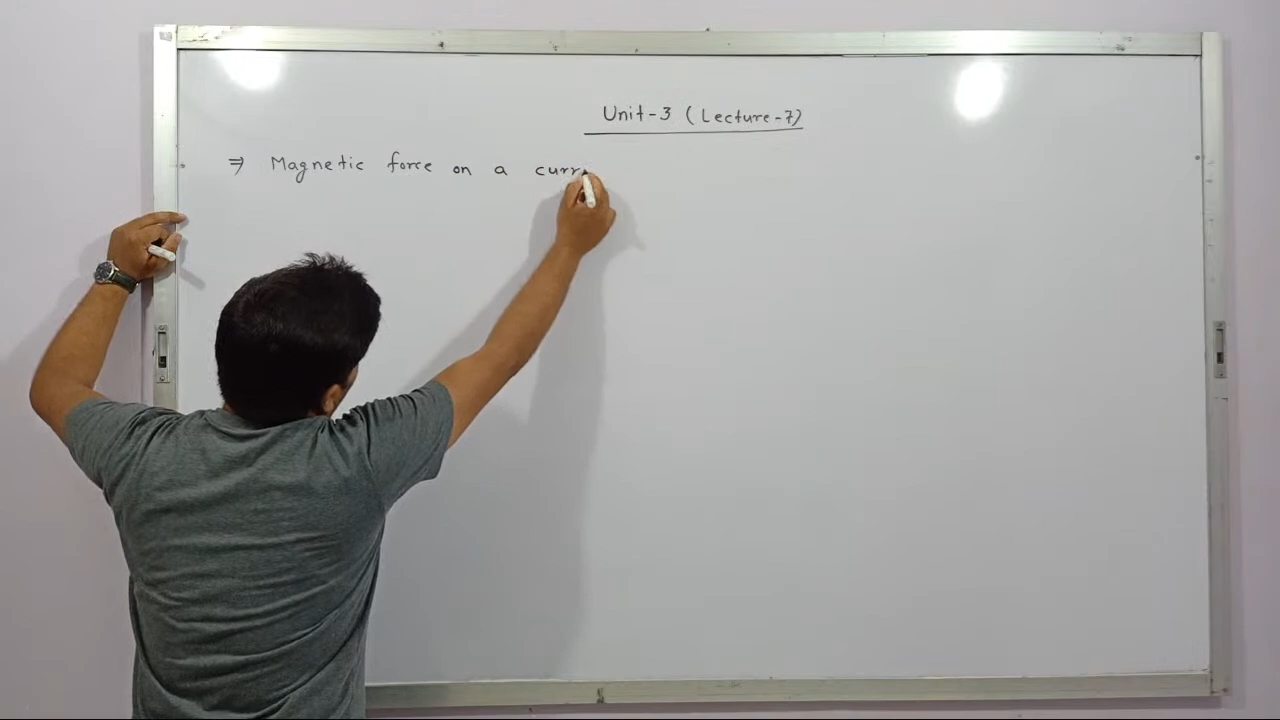 Unit-3 (Lecture-7)
⇒ Magnetic force on a curr